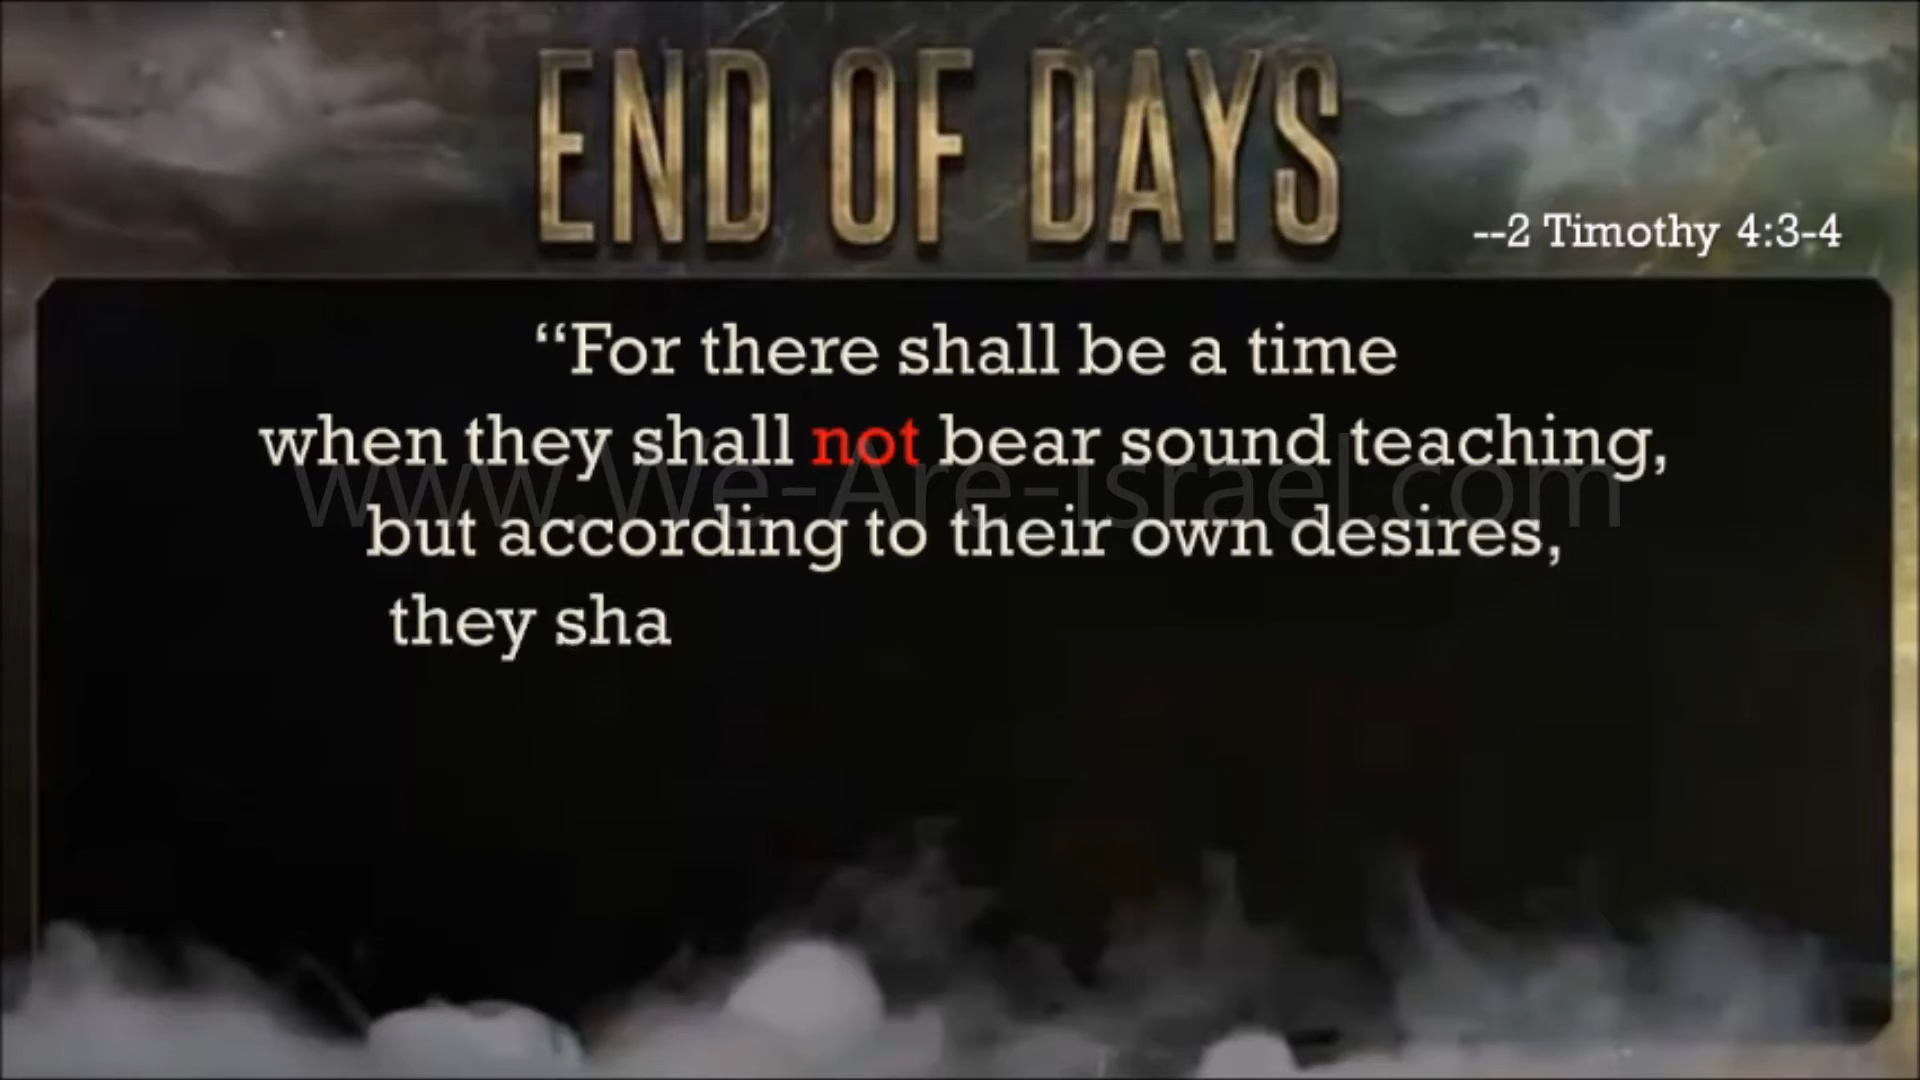 END OF DAYS
--2 Timothy 4:3-4
“For there shall be a time
when they shall not bear sound teaching,
www.We-Are-Israel.com
but according to their own desires,
they sha